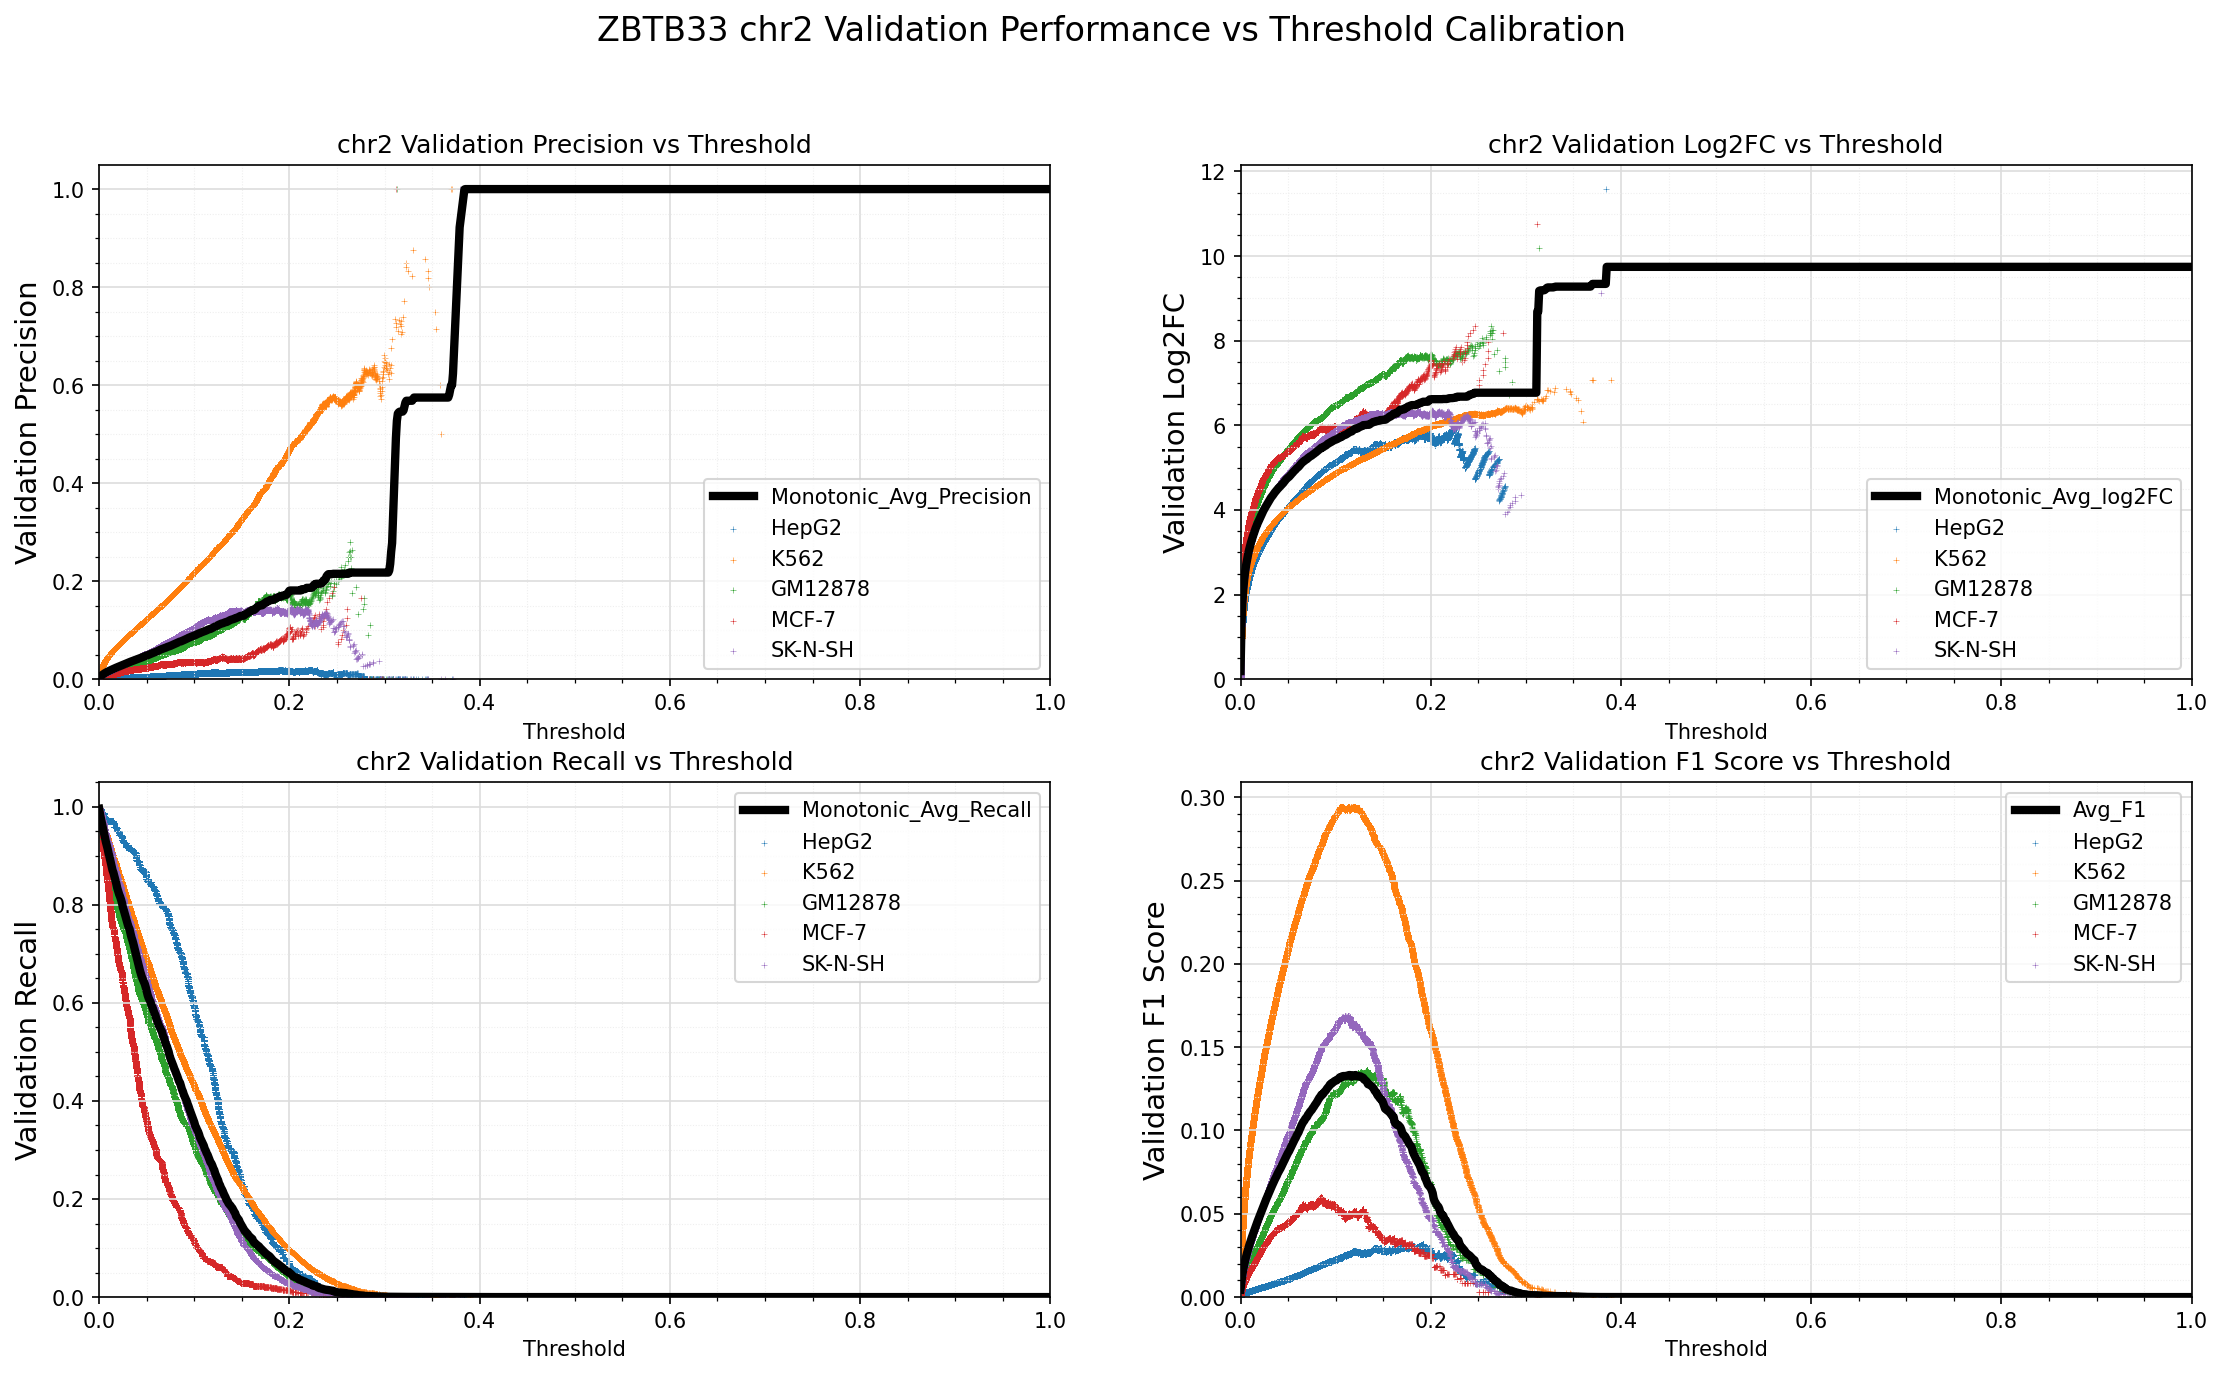 ZBTB33 chr2 Validation Performance vs Threshold Calibration
chr2 Validation Precision vs Threshold
Validation Precision
1.0
0.8
0.6
0.4
0.2
0.0
Monotonic_Avg_Precision
HepG2
K562
GM12878
MCF-7
SK-N-SH
0.0 0.2 0.4 0.6 0.8 1.0
Threshold
chr2 Validation Log2FC vs Threshold
Validation Log2FC
12
10
8
6
4
2
0
Monotonic_Avg_log2FC
HepG2
K562
GM12878
MCF-7
SK-N-SH
0.0 0.2 0.4 0.6 0.8 1.0
Threshold
chr2 Validation Recall vs Threshold
Validation Recall
1.0
0.8
0.6
0.4
0.2
0.0
Monotonic_Avg_Recall
HepG2
K562
GM12878
MCF-7
SK-N-SH
0.0 0.2 0.4 0.6 0.8 1.0
Threshold
chr2 Validation F1 Score vs Threshold
Validation F1 Score
0.30
0.25
0.20
0.15
0.10
0.05
0.00
Avg_F1
HepG2
K562
GM12878
MCF-7
SK-N-SH
0.0 0.2 0.4 0.6 0.8 1.0
Threshold